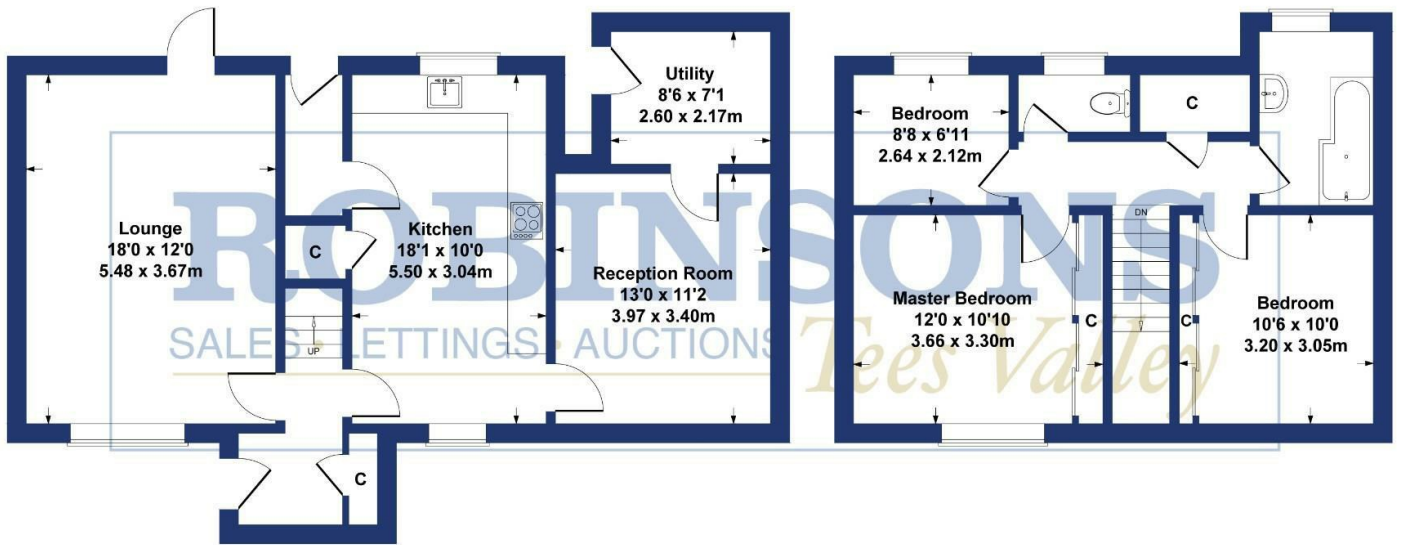 Lounge
18'0 x 12'0
5.48 x 3.67m
C
UP
C
Kitchen
18'1 x 10'0
5.50 x 3.04m
Utility
8'6 x 7'1
2.60 x 2.17m
Reception Room
13'0 x 11'2
3.97 x 3.40m
Bedroom
8'8 x 6'11
2.64 x 2.12m
C
DN
Master Bedroom
12'0 x 10'10
3.66 x 3.30m
C
C
Bedroom
10'6 x 10'0
3.20 x 3.05m
ROBINSONS
SALES LETTINGS AUCTIONS
Tees Valley